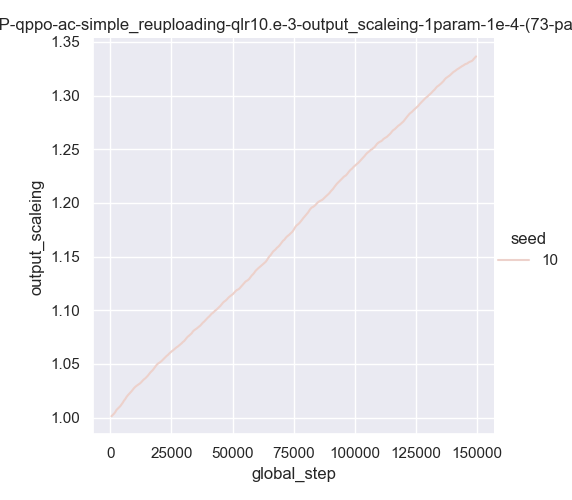 P-qppo-ac-simple_reuploading-qlr10.e-3-output_scaleing-1param-1e-4-(73-pa
1.35
1.30
1.25
1.20
1.15
1.10
1.05
1.00
output_scaleing
0 25000 50000 75000 100000 125000 150000
global_step
seed
10